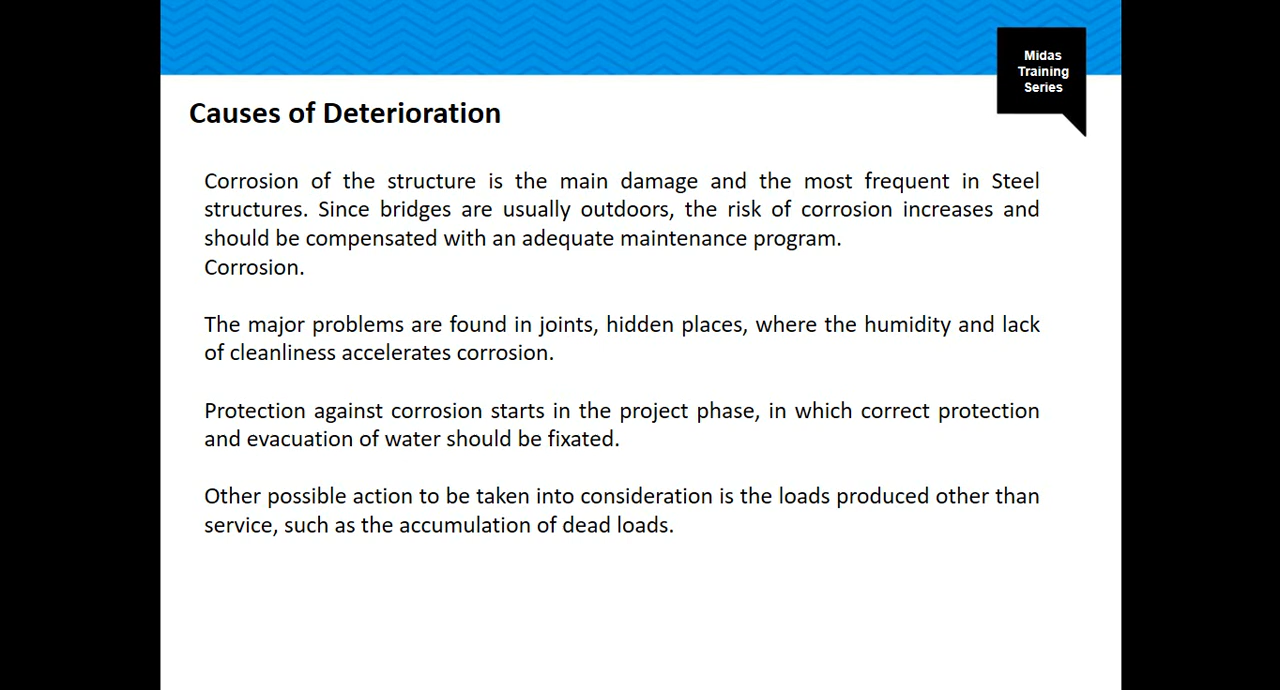 Midas
Training
Series
Causes of Deterioration
Corrosion of the structure is the main damage and the most frequent in Steel
structures. Since bridges are usually outdoors, the risk of corrosion increases and
should be compensated with an adequate maintenance program.
Corrosion.
The major problems are found in joints, hidden places, where the humidity and lack
of cleanliness accelerates corrosion.
Protection against corrosion starts in the project phase, in which correct protection
and evacuation of water should be fixated.
Other possible action to be taken into consideration is the loads produced other than
service, such as the accumulation of dead loads.